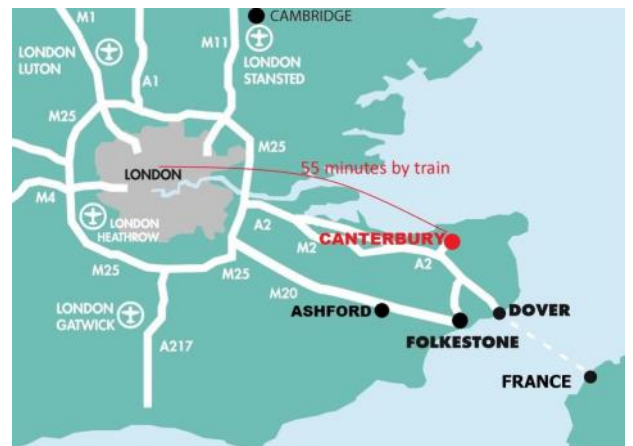 M1
CAMBRIDGE
M11
LONDON
LUTON
LONDON
STANSTED
A1
M25
M25
55 minutes by train
LONDON
M4
A2
LONDON
HEATHROW
M2
CANTERBURY
A2
M25
M25
M20
LONDON
GATWICK
ASHFORD
DOVER
FOLKESTONE
A217
FRANCE